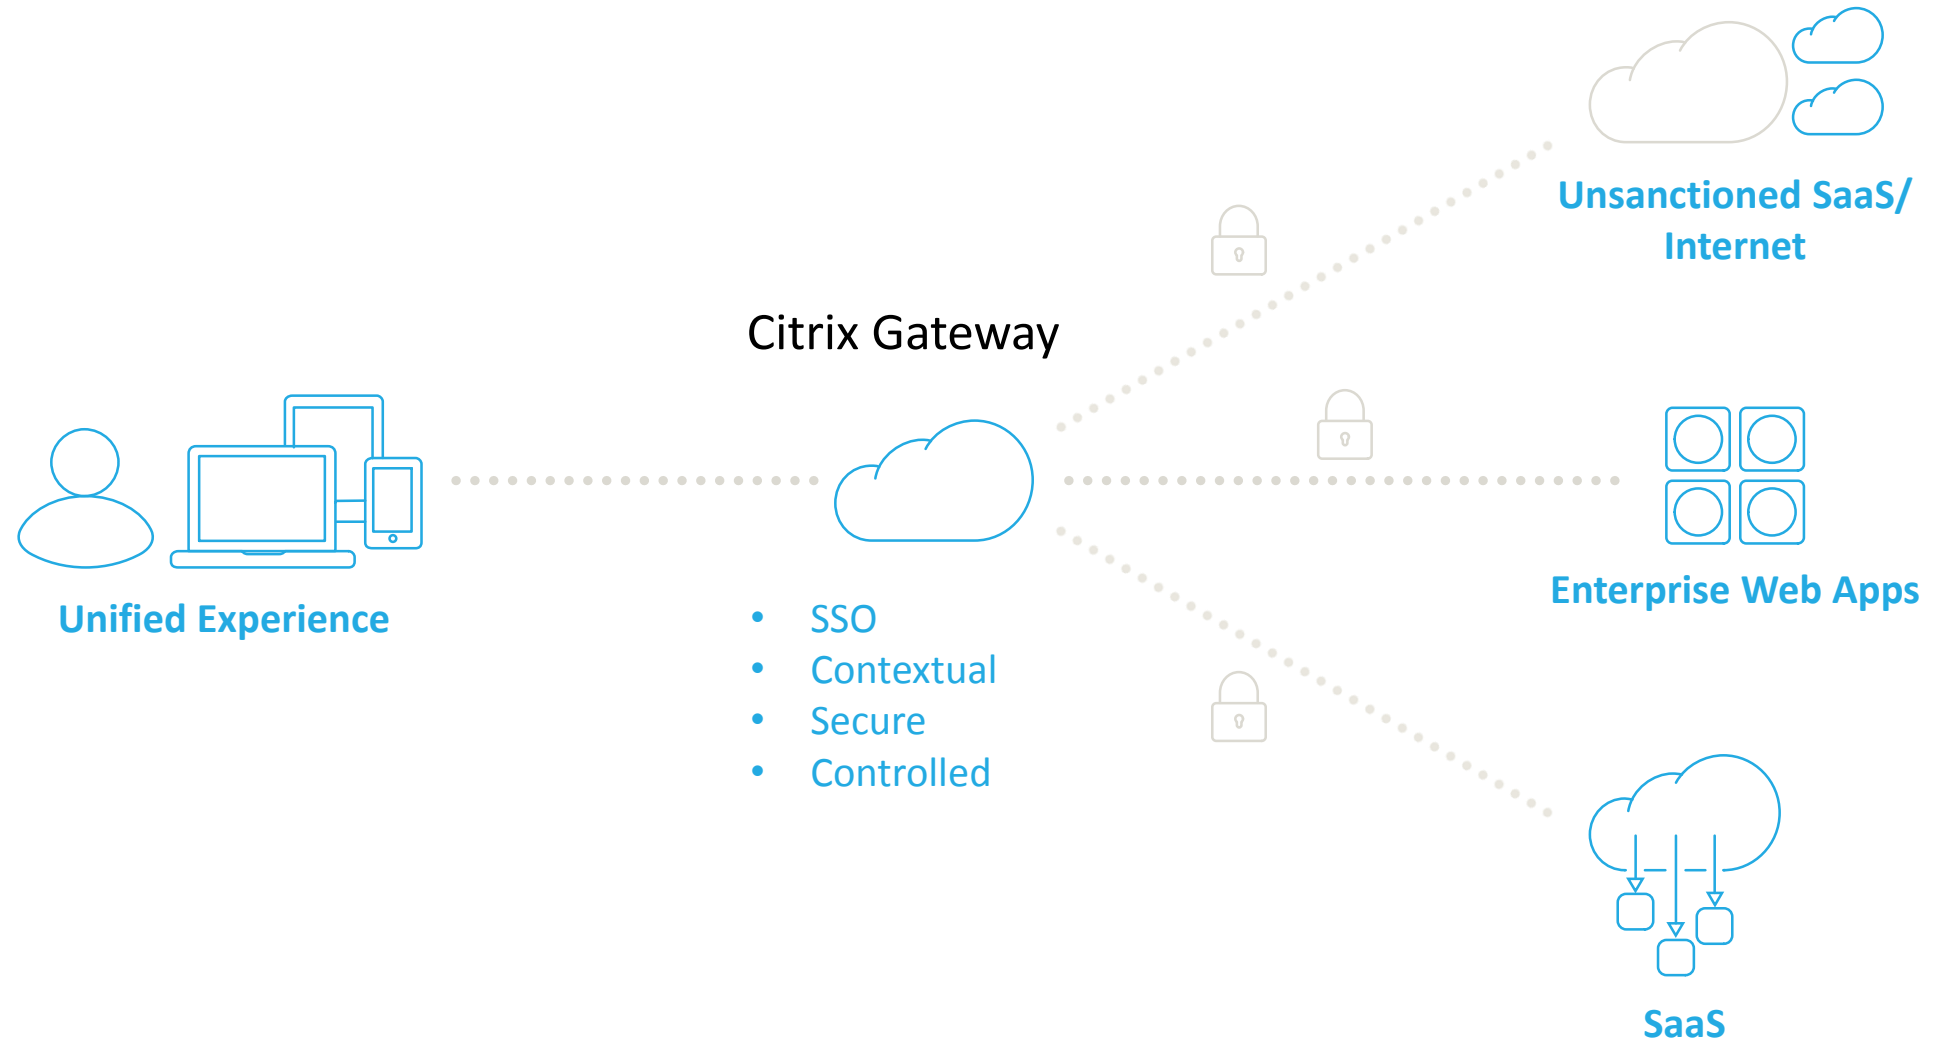 Unsanctioned SaaS/
Internet
Citrix Gateway
Unified Experience
• SSO
• Contextual
• Secure
• Controlled
Enterprise Web Apps
SaaS